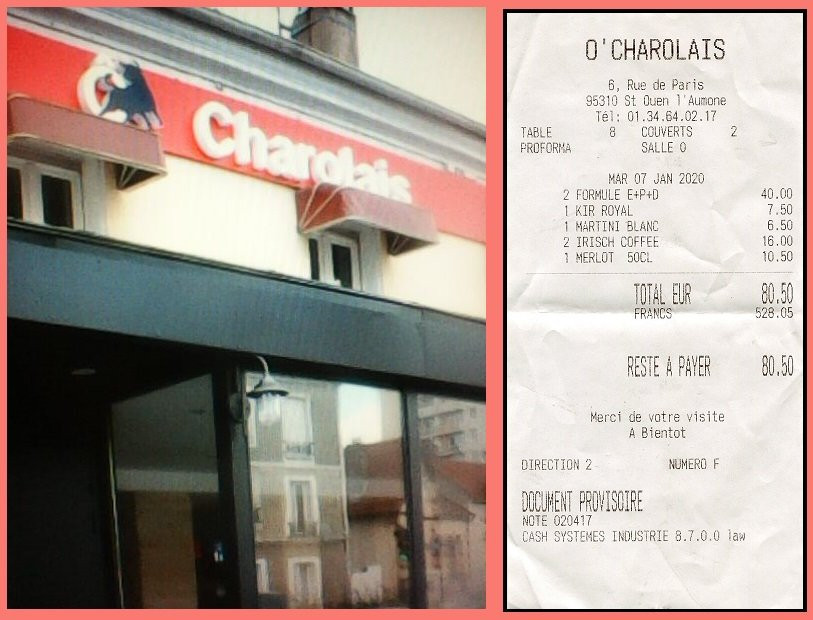 Charolais
O'CHAROLAIS
6, Rue de Paris
95310 St Ouen l'Aumone
Tél: 01.34.64.02.17
TABLE 8 COUVERTS 2
PROFORMA SALLE 0
MAR 07 JAN 2020
2 FORMULE E+P+D 40.00
1 KIR ROYAL 7.50
1 MARTINI BLANC 6.50
2 IRISCH COFFEE 16.00
1 MERLOT 50CL 10.50
TOTAL EUR 80.50
FRANCS 528.05
RESTE A PAYER 80.50
Merci de votre visite
A Bientot
DIRECTION 2 NUMERO F
DOCUMENT PROVISOIRE
NOTE 020417
CASH SYSTEMES INDUSTRIE 8.7.0.0 law